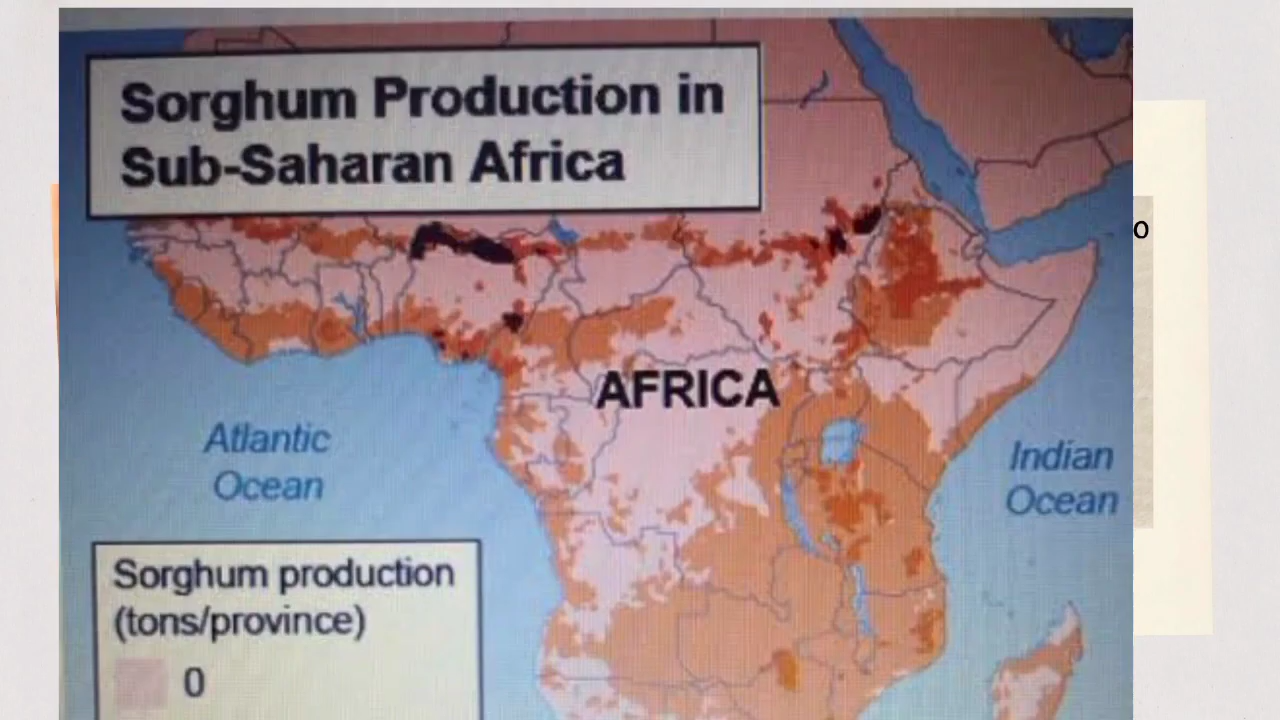 Sorghum Production in
Sub-Saharan Africa
AFRICA
Atlantic
Ocean
Indian
Ocean
Sorghum production
(tons/province)
0